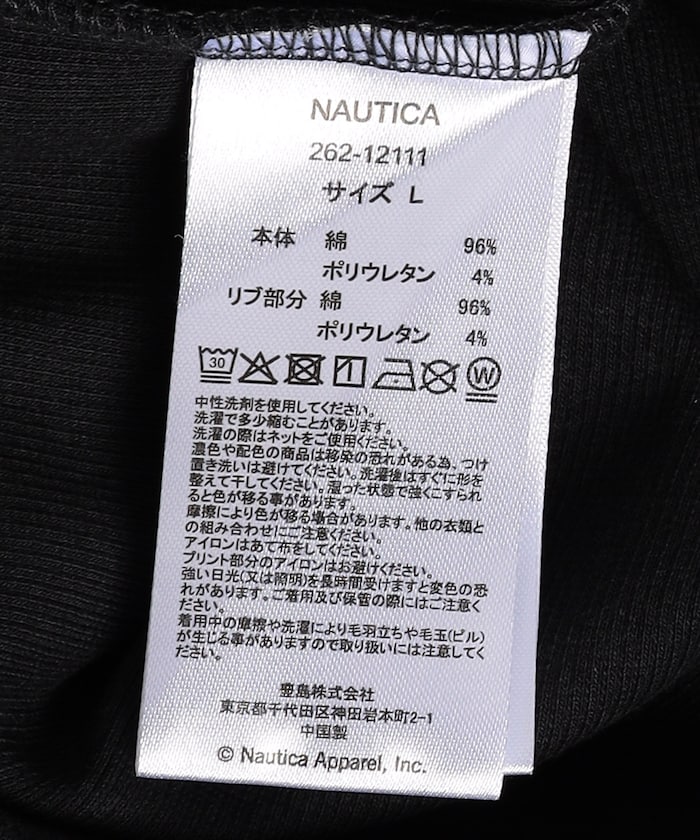 NAUTICA
262-12111
サイズ L
本体 綿 96%
ポリウレタン 4%
リブ部分 綿 96%
ポリウレタン 4%
30 W
中性洗剤を使用してください。
洗濯で多少縮むことがあります。
洗濯の際はネットをご使用ください。
濃色や配色の商品は移染の恐れがある為、つけ
置き洗いは避けてください。洗濯後はすぐに形を
整えて干してください。湿った状態で強くこすられ
ると色が移る事があります。
摩擦により色が移る場合があります。他の衣類と
の組み合わせにご注意ください。
アイロンはあて布をしてください。
プリント部分のアイロンはお避けください。
強い日光(又は照明)を長時間受けますと変色の恐
れがあります。ご着用及び保管の際にはご注意く
ださい。
着用中の摩擦や洗濯により毛羽立ちや毛玉(ピル)
が生じる事がありますので取り扱いには注意してく
ださい。
豊島株式会社
東京都千代田区神田岩本町2-1
中国製
© Nautica Apparel, Inc.